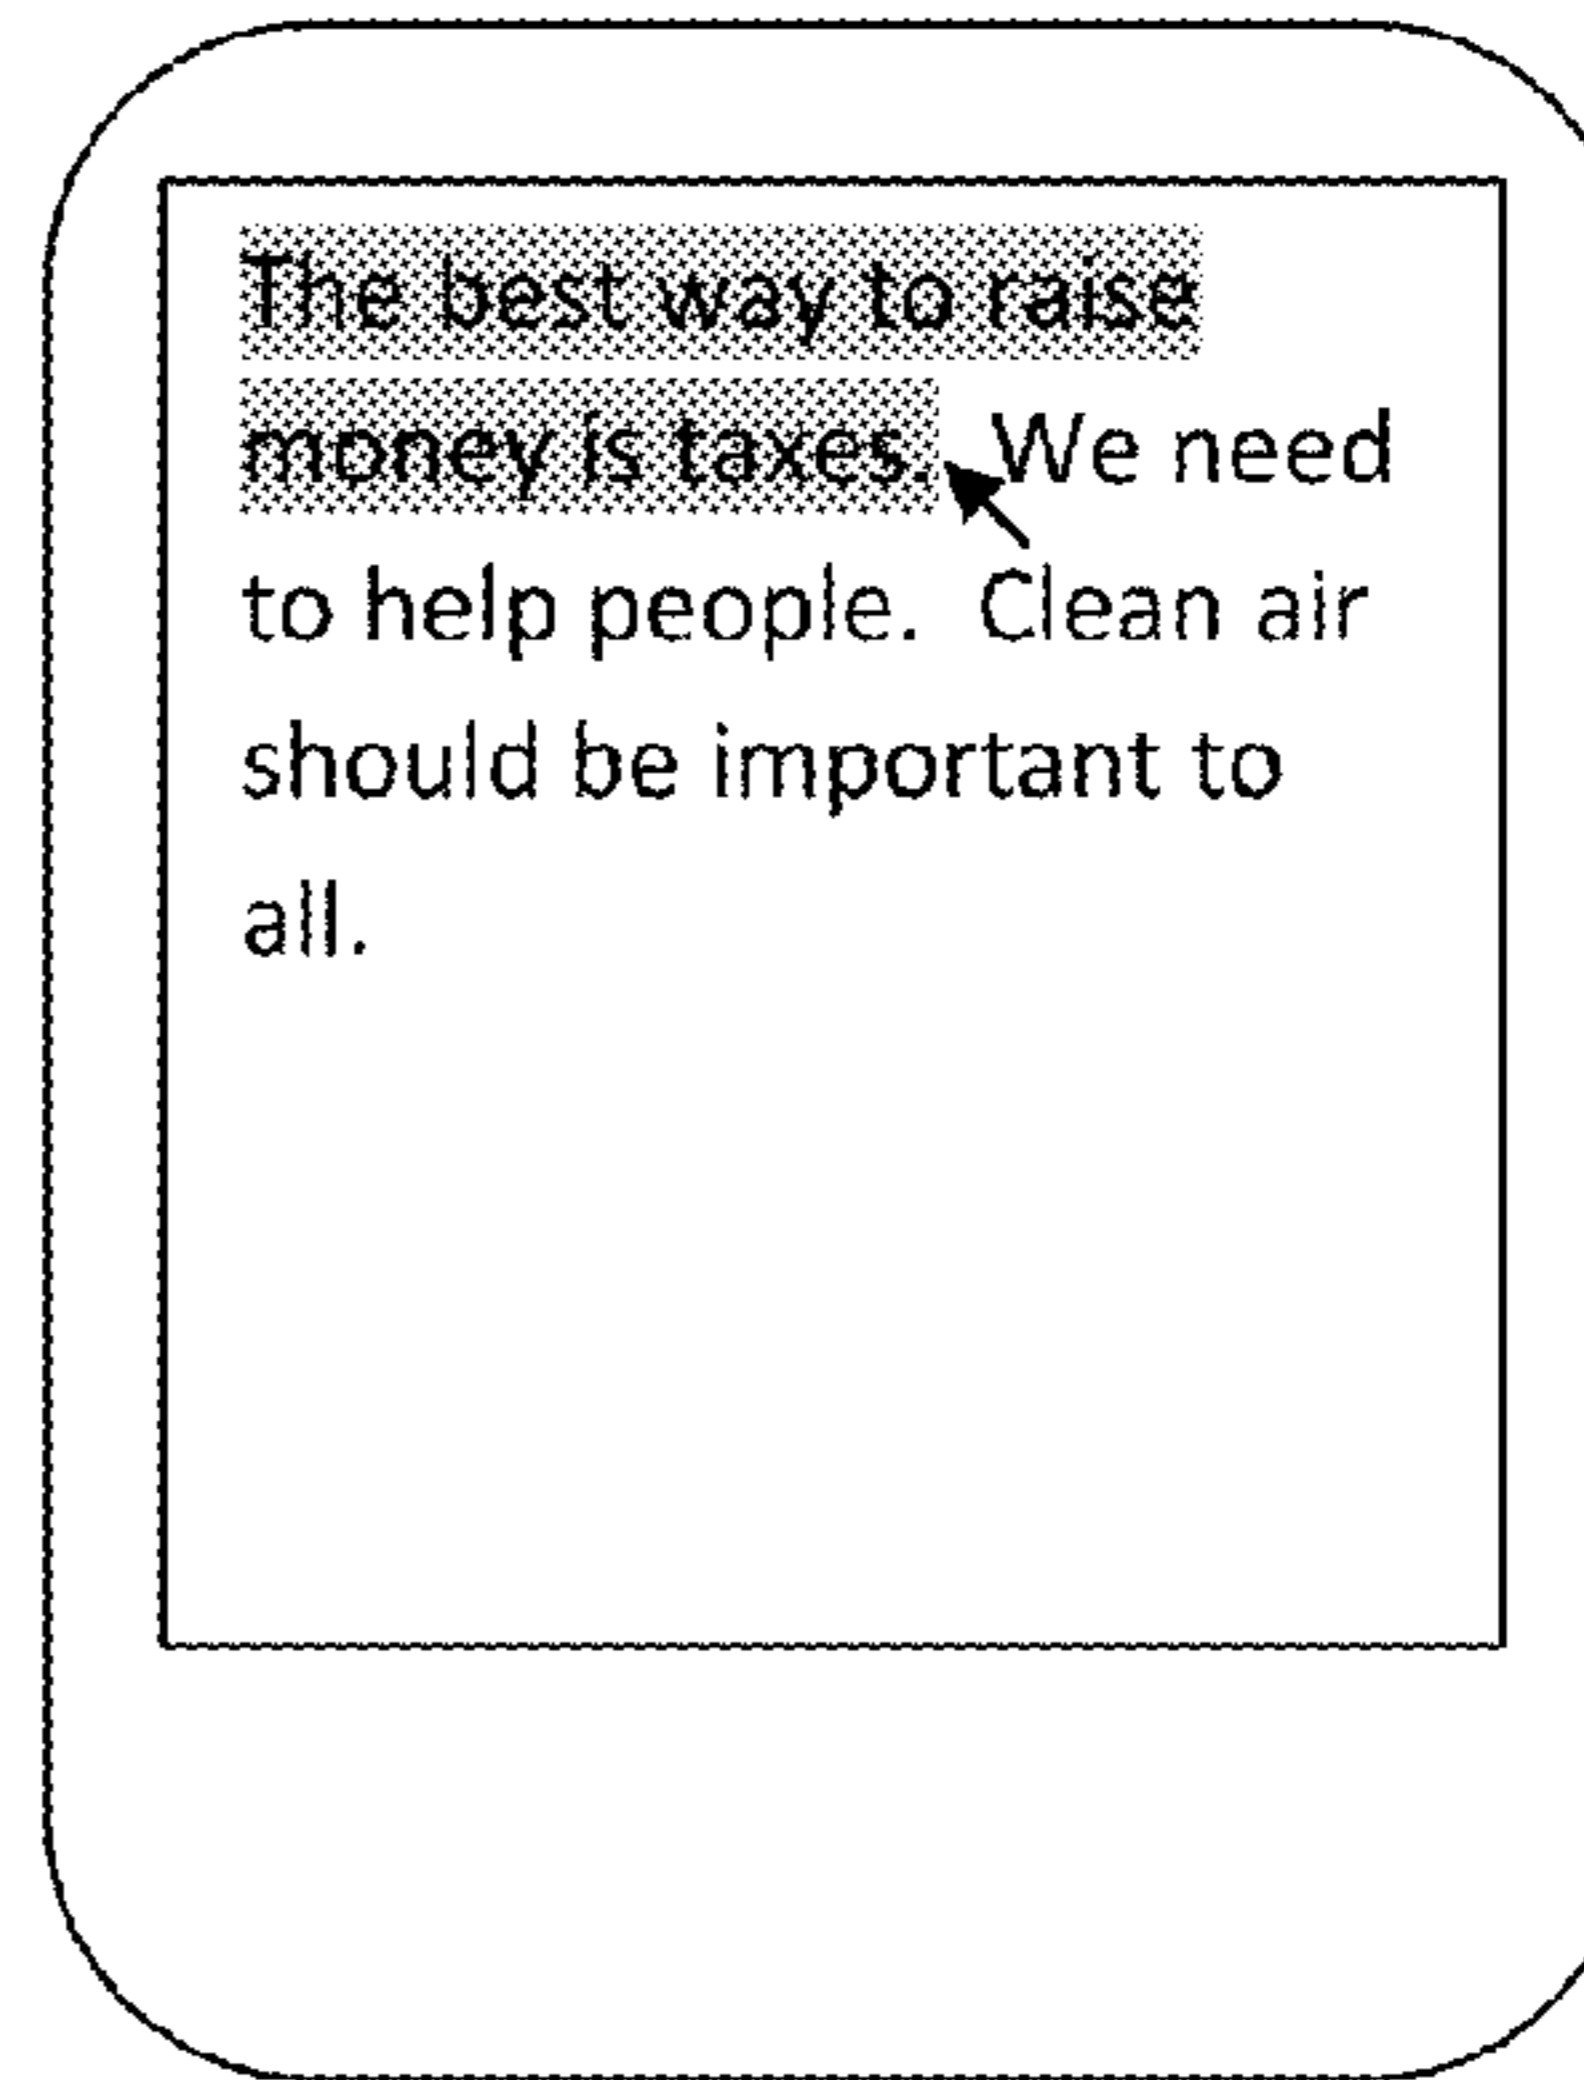 The best way to raise
money is taxes.  We need
to help people.  Clean air
should be important to
all.